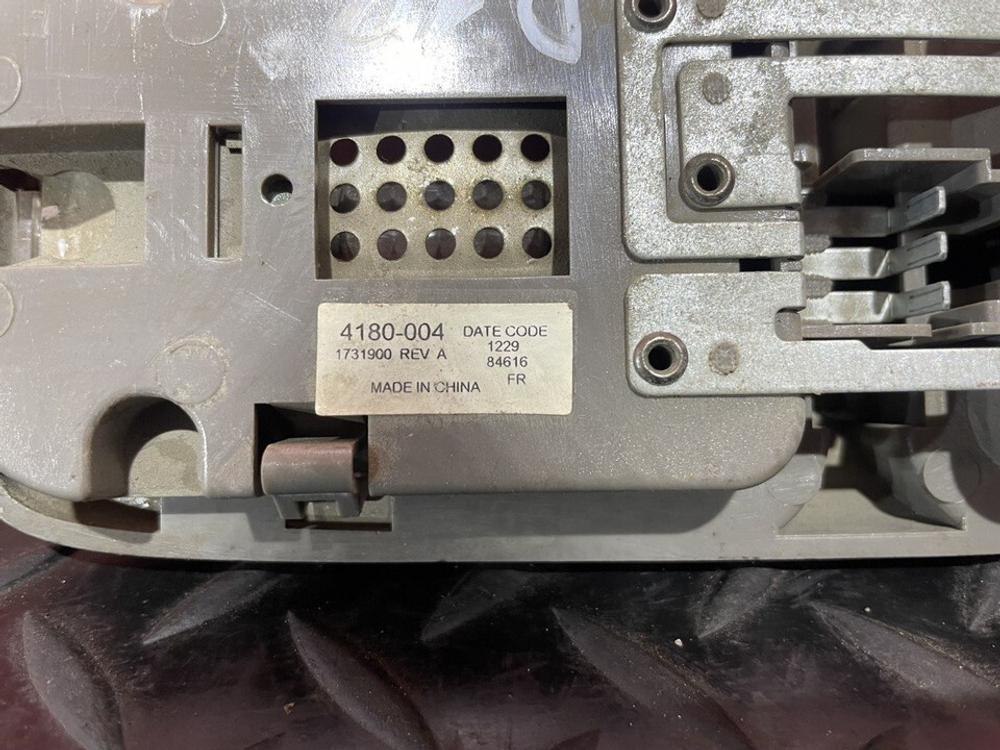 4180-004 DATE CODE
1731900 REV A 1229
84616
MADE IN CHINA FR